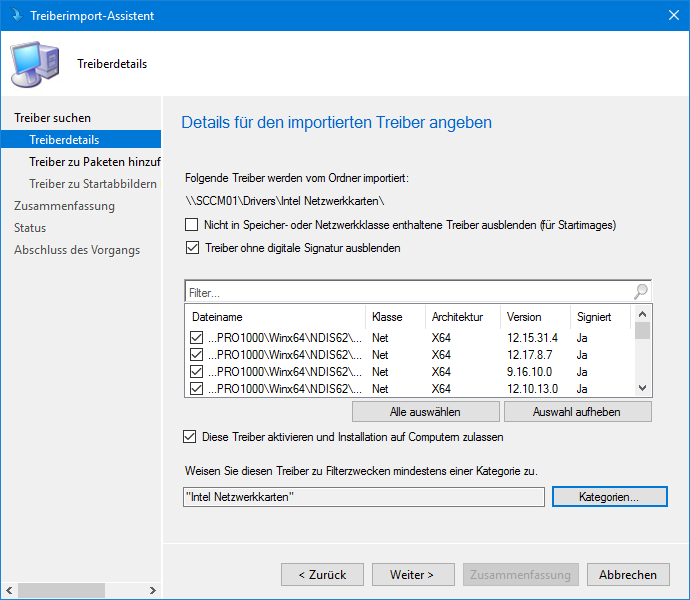 Treiberimport-Assistent
Treiberdetails
Treiber suchen
Treiberdetails
Treiber zu Paketen hinzuf
Treiber zu Startabbildern
Zusammenfassung
Status
Abschluss des Vorgangs
Details für den importierten Treiber angeben
Folgende Treiber werden vom Ordner importiert:
\\SCCM01\Drivers\Intel Netzwerkkarten\
Nicht in Speicher- oder Netzwerkklasse enthaltene Treiber ausblenden (für Startimages)
Treiber ohne digitale Signatur ausblenden
Filter...
Dateiname Klasse Architektur Version Signiert
...PRO1000\Winx64\NDIS62\... Net X64 12.15.31.4 Ja
...PRO1000\Winx64\NDIS62\... Net X64 12.17.8.7 Ja
...PRO1000\Winx64\NDIS62\... Net X64 9.16.10.0 Ja
...PRO1000\Winx64\NDIS62\... Net X64 12.10.13.0 Ja
Alle auswählen Auswahl aufheben
Diese Treiber aktivieren und Installation auf Computern zulassen
Weisen Sie diesen Treiber zu Filterzwecken mindestens einer Kategorie zu.
"Intel Netzwerkkarten" Kategorien...
< Zurück Weiter > Zusammenfassung Abbrechen